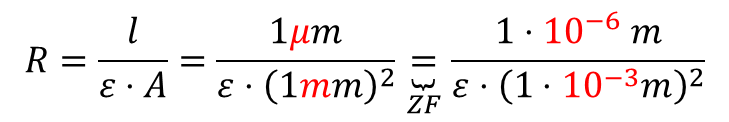 R = l / (ε · A) = 1μm / (ε · (1mm)²) = 1 · 10⁻⁶ m / (ε · (1 · 10⁻³m)²)
ZF